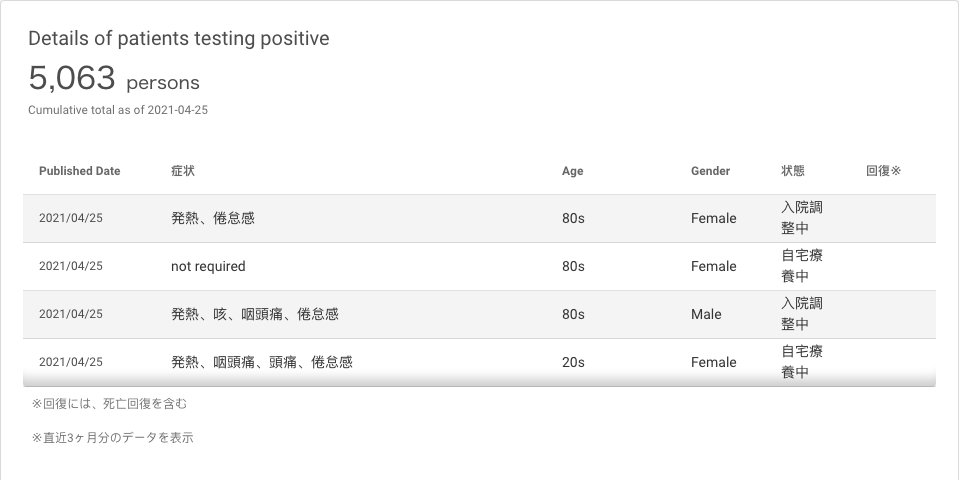 Details of patients testing positive
5,063 persons
Cumulative total as of 2021-04-25
Published Date 症状 Age Gender 状態 回復※
2021/04/25 発熱、倦怠感 80s Female 入院調
整中
2021/04/25 not required 80s Female 自宅療
養中
2021/04/25 発熱、咳、咽頭痛、倦怠感 80s Male 入院調
整中
2021/04/25 発熱、咽頭痛、頭痛、倦怠感 20s Female 自宅療
養中
※回復には、死亡回復を含む
※直近3ヶ月分のデータを表示